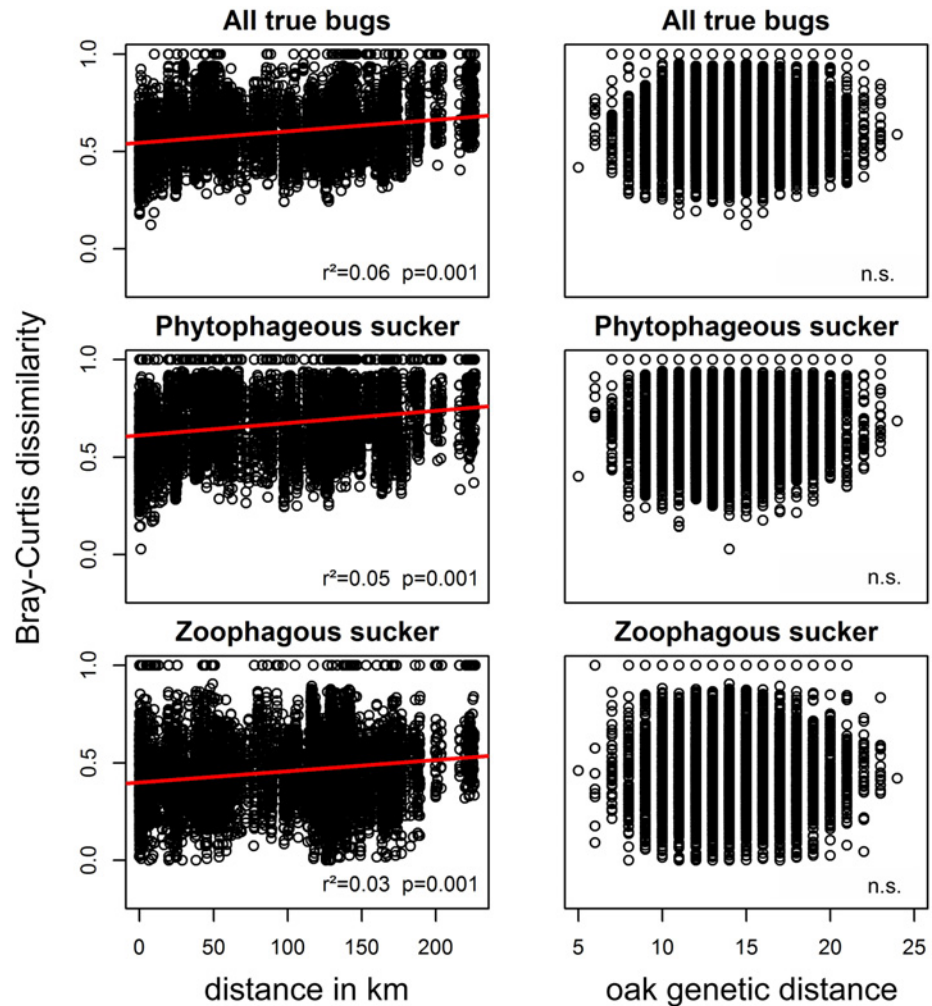 All true bugs
All true bugs
1.0
0.5
0.0
r²=0.06 p=0.001
n.s.
Phytophageous sucker
Phytophageous sucker
1.0
0.5
0.0
r²=0.05 p=0.001
n.s.
Bray-Curtis dissimilarity
Zoophagous sucker
Zoophagous sucker
1.0
0.5
0.0
r²=0.03 p=0.001
n.s.
0 50 100 150 200
5 10 15 20 25
distance in km
oak genetic distance